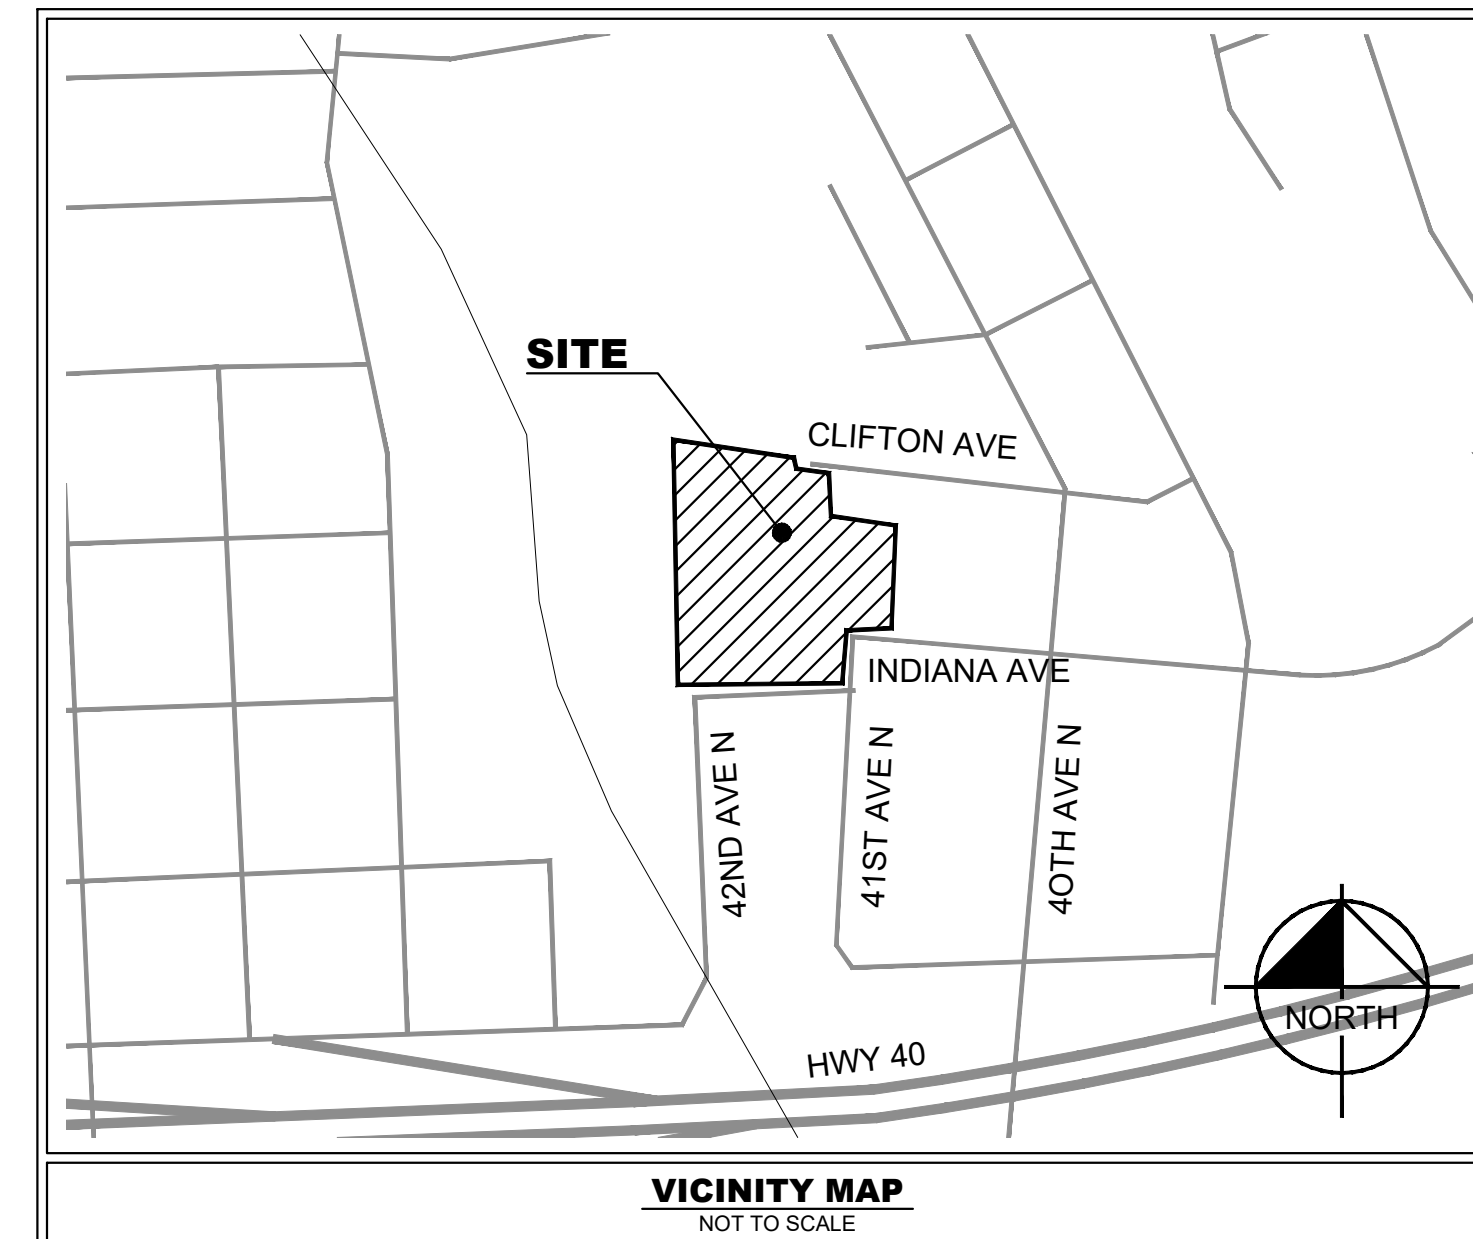 SITE
CLIFTON AVE
INDIANA AVE
42ND AVE N
41ST AVE N
4OTH AVE N
HWY 40
NORTH
VICINITY MAP
NOT TO SCALE